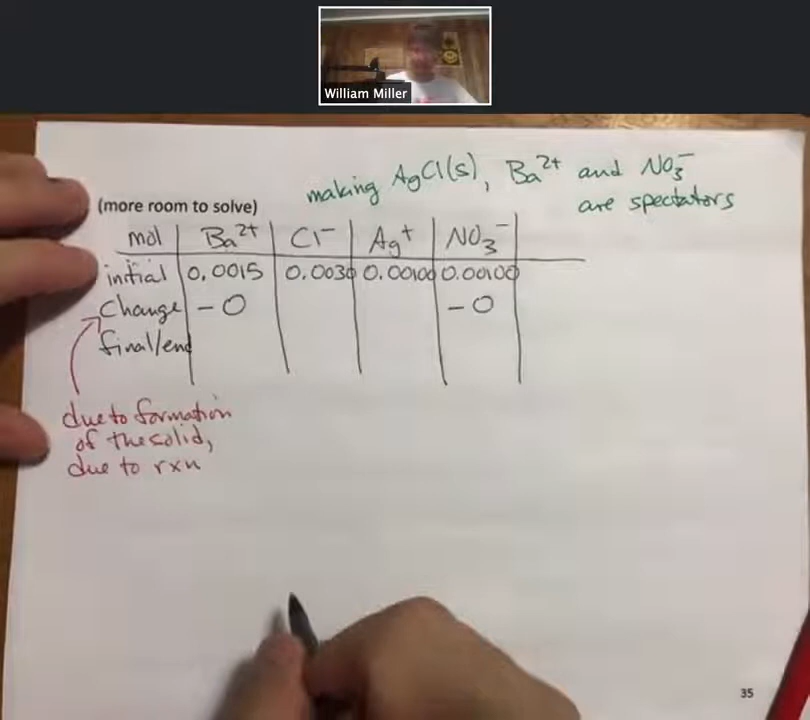 William Miller
making AgCl(s), Ba²⁺ and NO₃⁻
are spectators
(more room to solve)
mol Ba²⁺ Cl⁻ Ag⁺ NO₃⁻
initial 0.0015 0.0030 0.00100 0.00100
Change -0 -0
final/end
due to formation
of the solid,
due to rxn
35